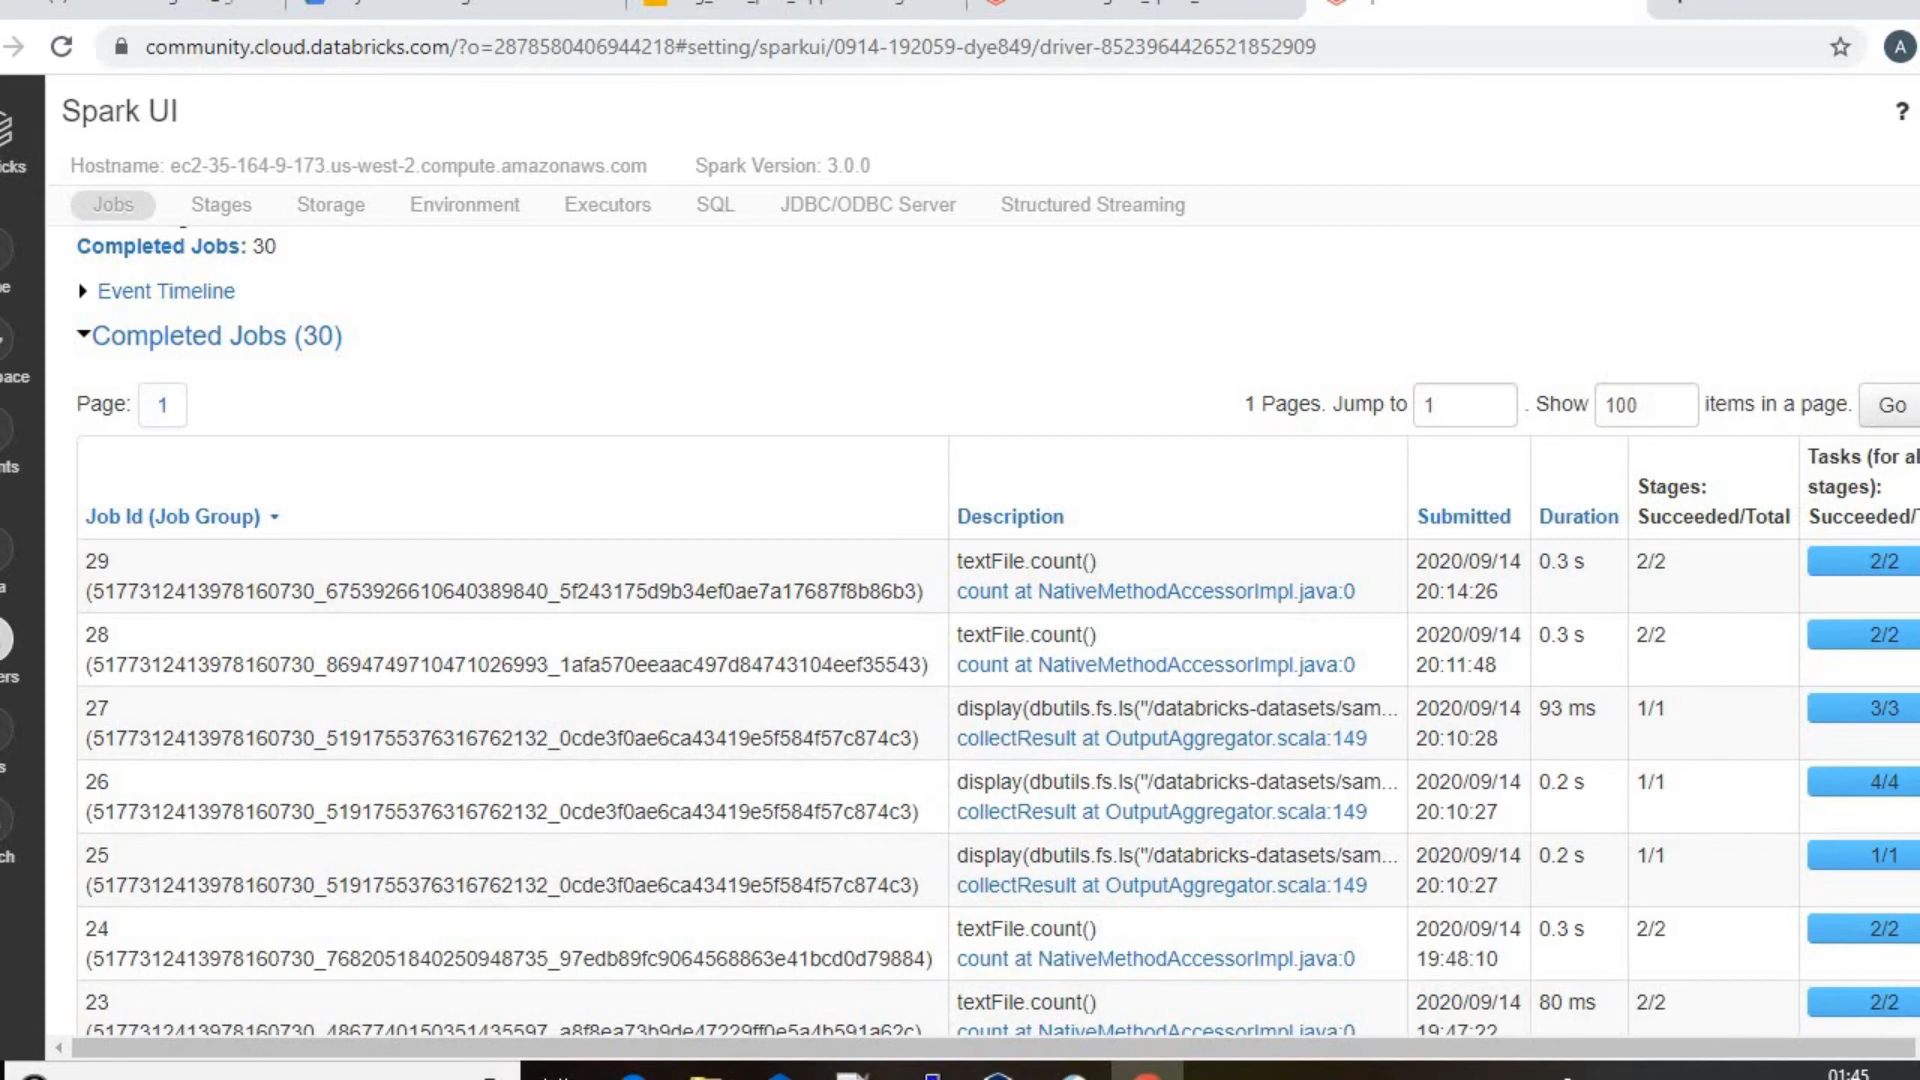 community.cloud.databricks.com/?o=2878580406944218#setting/sparkui/0914-192059-dye849/driver-8523964426521852909
A
Spark UI
?
Hostname: ec2-35-164-9-173.us-west-2.compute.amazonaws.com Spark Version: 3.0.0
Jobs Stages Storage Environment Executors SQL JDBC/ODBC Server Structured Streaming
Completed Jobs: 30
Event Timeline
Completed Jobs (30)
Page: 1
1 Pages. Jump to 1 . Show 100 items in a page. Go
Job Id (Job Group) Description Submitted Duration Stages: Succeeded/Total Tasks (for al stages): Succeeded/T
29 textFile.count() 2020/09/14 0.3 s 2/2 2/2
(5177312413978160730_6753926610640389840_5f243175d9b34ef0ae7a17687f8b86b3) count at NativeMethodAccessorImpl.java:0 20:14:26
28 textFile.count() 2020/09/14 0.3 s 2/2 2/2
(5177312413978160730_8694749710471026993_1afa570eeaac497d84743104eef35543) count at NativeMethodAccessorImpl.java:0 20:11:48
27 display(dbutils.fs.ls("/databricks-datasets/sam... 2020/09/14 93 ms 1/1 3/3
(5177312413978160730_5191755376316762132_0cde3f0ae6ca43419e5f584f57c874c3) collectResult at OutputAggregator.scala:149 20:10:28
26 display(dbutils.fs.ls("/databricks-datasets/sam... 2020/09/14 0.2 s 1/1 4/4
(5177312413978160730_5191755376316762132_0cde3f0ae6ca43419e5f584f57c874c3) collectResult at OutputAggregator.scala:149 20:10:27
25 display(dbutils.fs.ls("/databricks-datasets/sam... 2020/09/14 0.2 s 1/1 1/1
(5177312413978160730_5191755376316762132_0cde3f0ae6ca43419e5f584f57c874c3) collectResult at OutputAggregator.scala:149 20:10:27
24 textFile.count() 2020/09/14 0.3 s 2/2 2/2
(5177312413978160730_7682051840250948735_97edb89fc9064568863e41bcd0d79884) count at NativeMethodAccessorImpl.java:0 19:48:10
23 textFile.count() 2020/09/14 80 ms 2/2 2/2
(5177312413978160730_4867740150351435597_a8f8ea73b9de47229ff0e5a4b591a62c) count at NativeMethodAccessorImpl.java:0 19:47:22
01:45